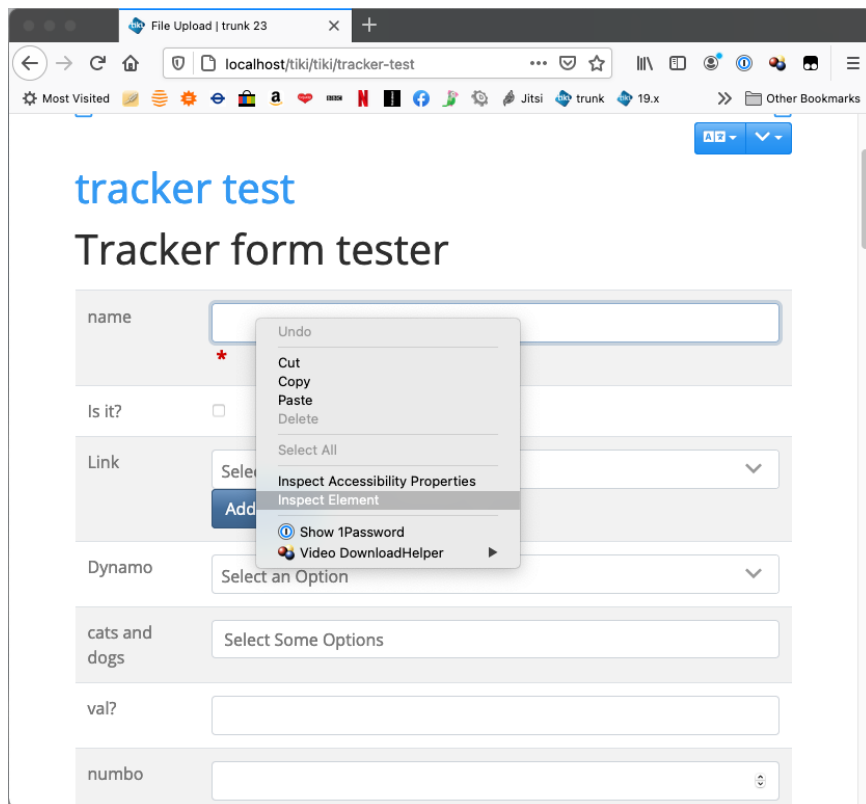 File Upload | trunk 23
localhost/tiki/tiki/tracker-test
Most Visited
Jitsi
trunk
19.x
Other Bookmarks
tracker test
Tracker form tester
name
*
Undo
Cut
Copy
Paste
Delete
Select All
Inspect Accessibility Properties
Inspect Element
Show 1Password
Video DownloadHelper
Is it?
Link
Sele
Add
Dynamo
Select an Option
cats and
dogs
Select Some Options
val?
numbo